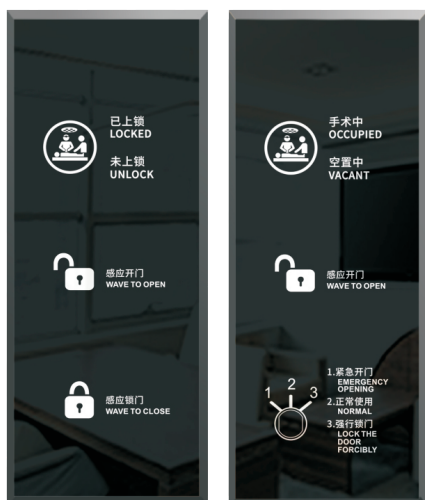 已上锁
LOCKED
未上锁
UNLOCK
感应开门
WAVE TO OPEN
感应锁门
WAVE TO CLOSE
手术中
OCCUPIED
空置中
VACANT
感应开门
WAVE TO OPEN
1 2 3
1.紧急开门
EMERGENCY
OPENING
2.正常使用
NORMAL
3.强行锁门
LOCK THE
DOOR
FORCIBLY